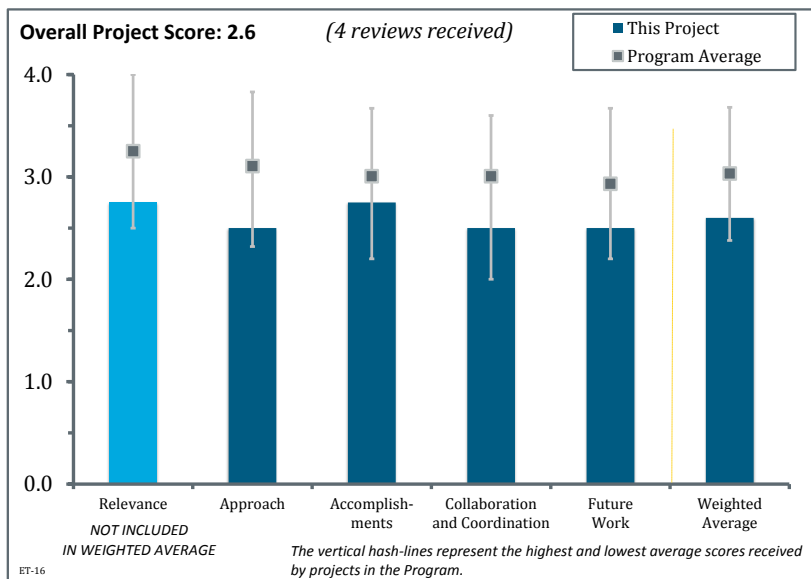 Overall Project Score: 2.6 (4 reviews received)
This Project
Program Average
4.0
3.0
2.0
1.0
0.0
Relevance Approach Accomplish- Collaboration Future Weighted
ments and Coordination Work Average
NOT INCLUDED
IN WEIGHTED AVERAGE
The vertical hash-lines represent the highest and lowest average scores received
by projects in the Program.
ET-16